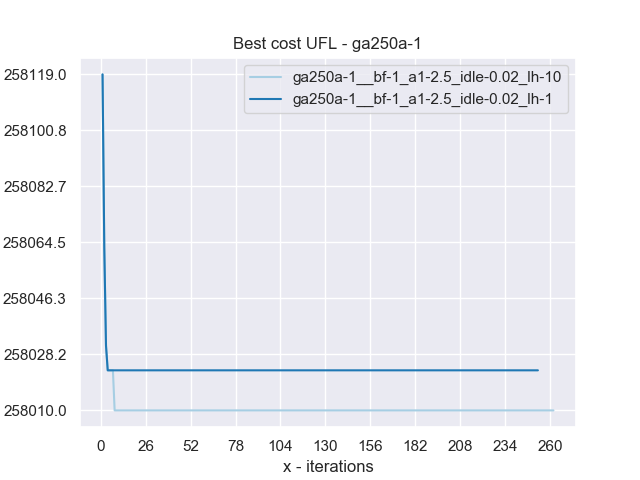 Best cost UFL - ga250a-1
ga250a-1__bf-1_a1-2.5_idle-0.02_lh-10
ga250a-1__bf-1_a1-2.5_idle-0.02_lh-1
258119.0
258100.8
258082.7
258064.5
258046.3
258028.2
258010.0
0 26 52 78 104 130 156 182 208 234 260
x - iterations